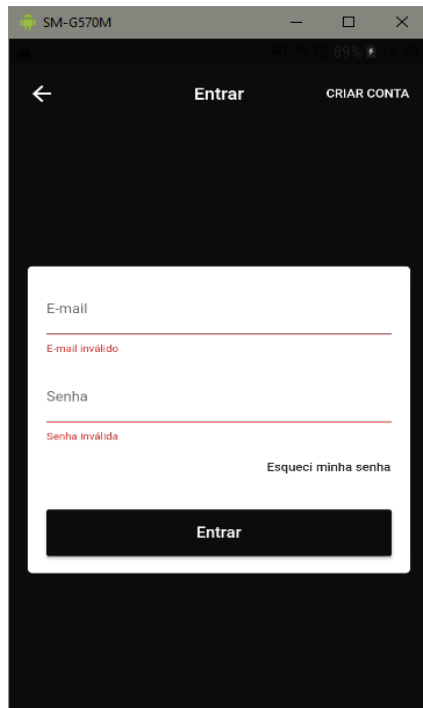 SM-G570M
89%
Entrar
CRIAR CONTA
E-mail
E-mail inválido
Senha
Senha inválida
Esqueci minha senha
Entrar